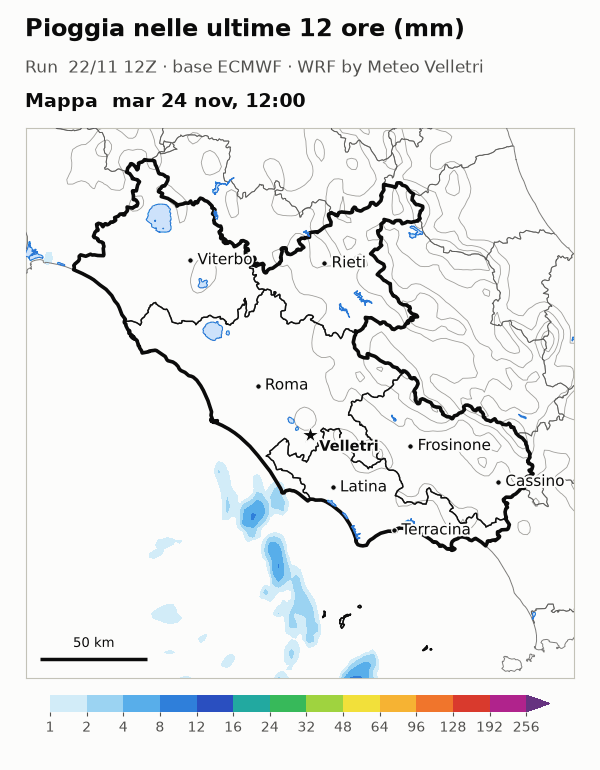 Pioggia nelle ultime 12 ore (mm)
Run 22/11 12Z · base ECMWF · WRF by Meteo Velletri
Mappa mar 24 nov, 12:00
Viterbo
Rieti
Roma
Velletri
Frosinone
Cassino
Latina
Terracina
50 km
1 2 4 8 12 16 24 32 48 64 96 128 192 256